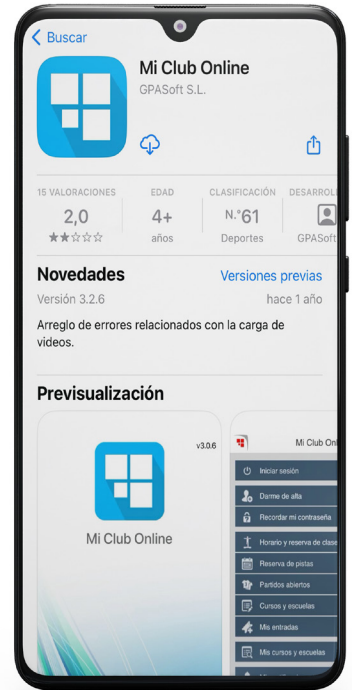 Buscar
Mi Club Online
GPASoft S.L.
15 VALORACIONES
2,0
EDAD
4+
años
CLASIFICACIÓN
N.º61
Deportes
DESARROL
GPASoft
Novedades
Versiones previas
Versión 3.2.6
hace 1 año
Arreglo de errores relacionados con la carga de
videos.
Previsualización
v3.0.6
Mi Club Online
Mi Club Onl
Iniciar sesión
Darme de alta
Recordar mi contraseña
Horario y reserva de clase
Reserva de pistas
Partidos abiertos
Cursos y escuelas
Mis entradas
Mis cursos y escuelas